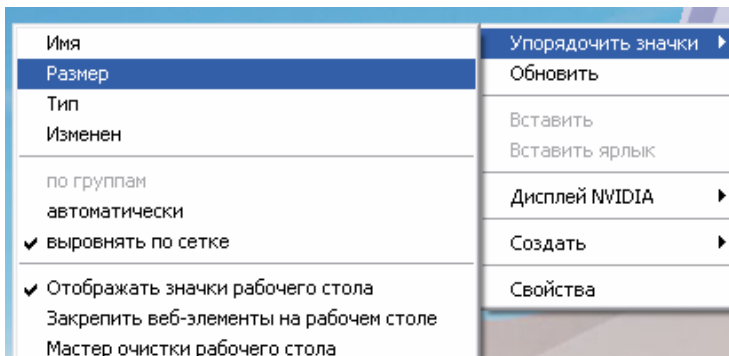 Имя
Размер
Тип
Изменен
по группам
автоматически
выровнять по сетке
Отображать значки рабочего стола
Закрепить веб-элементы на рабочем столе
Мастер очистки рабочего стола
Упорядочить значки
Обновить
Вставить
Вставить ярлык
Дисплей NVIDIA
Создать
Свойства